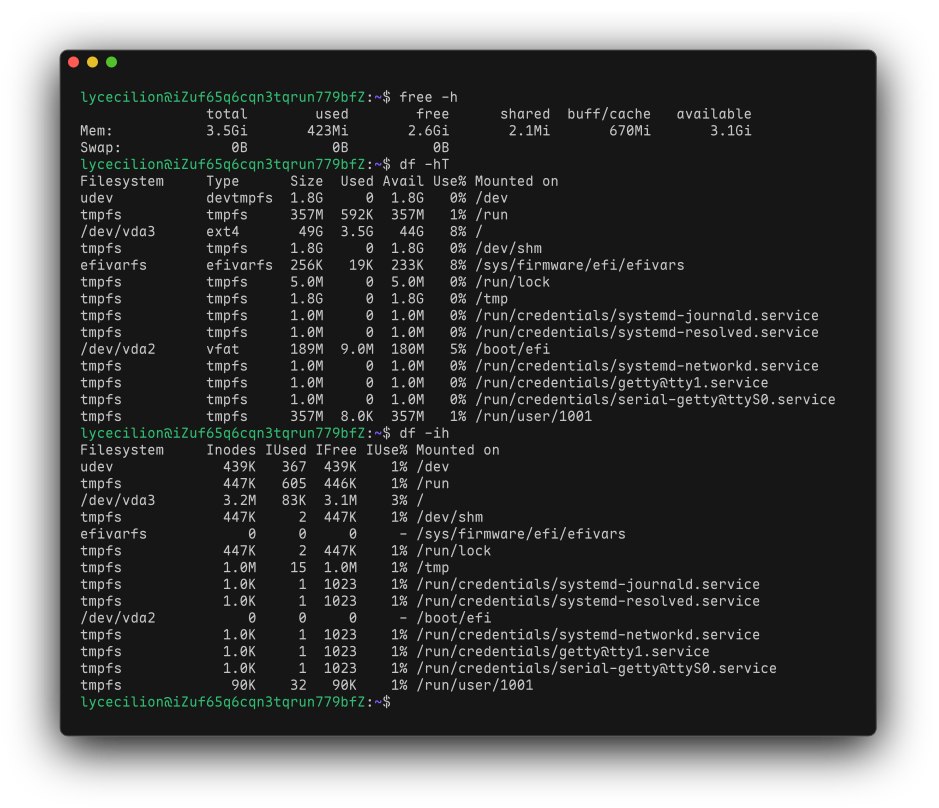 lycecilion@iZuf65q6cqn3tqrun779bfZ:~$ free -h
               total        used        free      shared  buff/cache   available
Mem:           3.5Gi       423Mi       2.6Gi       2.1Mi       670Mi       3.1Gi
Swap:             0B          0B          0B
lycecilion@iZuf65q6cqn3tqrun779bfZ:~$ df -hT
Filesystem     Type      Size  Used Avail Use% Mounted on
udev           devtmpfs  1.8G     0  1.8G   0% /dev
tmpfs          tmpfs     357M  592K  357M   1% /run
/dev/vda3      ext4       49G  3.5G   44G   8% /
tmpfs          tmpfs     1.8G     0  1.8G   0% /dev/shm
efivarfs       efivarfs  256K   19K  233K   8% /sys/firmware/efi/efivars
tmpfs          tmpfs     5.0M     0  5.0M   0% /run/lock
tmpfs          tmpfs     1.8G     0  1.8G   0% /tmp
tmpfs          tmpfs     1.0M     0  1.0M   0% /run/credentials/systemd-journald.service
tmpfs          tmpfs     1.0M     0  1.0M   0% /run/credentials/systemd-resolved.service
/dev/vda2      vfat      189M  9.0M  180M   5% /boot/efi
tmpfs          tmpfs     1.0M     0  1.0M   0% /run/credentials/systemd-networkd.service
tmpfs          tmpfs     1.0M     0  1.0M   0% /run/credentials/getty@tty1.service
tmpfs          tmpfs     1.0M     0  1.0M   0% /run/credentials/serial-getty@ttyS0.service
tmpfs          tmpfs     357M  8.0K  357M   1% /run/user/1001
lycecilion@iZuf65q6cqn3tqrun779bfZ:~$ df -ih
Filesystem     Inodes IUsed IFree IUse% Mounted on
udev             439K   367  439K    1% /dev
tmpfs            447K   605  446K    1% /run
/dev/vda3        3.2M   83K  3.1M    3% /
tmpfs            447K     2  447K    1% /dev/shm
efivarfs            0     0     0     - /sys/firmware/efi/efivars
tmpfs            447K     2  447K    1% /run/lock
tmpfs            1.0M    15  1.0M    1% /tmp
tmpfs            1.0K     1  1023    1% /run/credentials/systemd-journald.service
tmpfs            1.0K     1  1023    1% /run/credentials/systemd-resolved.service
/dev/vda2           0     0     0     - /boot/efi
tmpfs            1.0K     1  1023    1% /run/credentials/systemd-networkd.service
tmpfs            1.0K     1  1023    1% /run/credentials/getty@tty1.service
tmpfs            1.0K     1  1023    1% /run/credentials/serial-getty@ttyS0.service
tmpfs             90K    32   90K    1% /run/user/1001
lycecilion@iZuf65q6cqn3tqrun779bfZ:~$